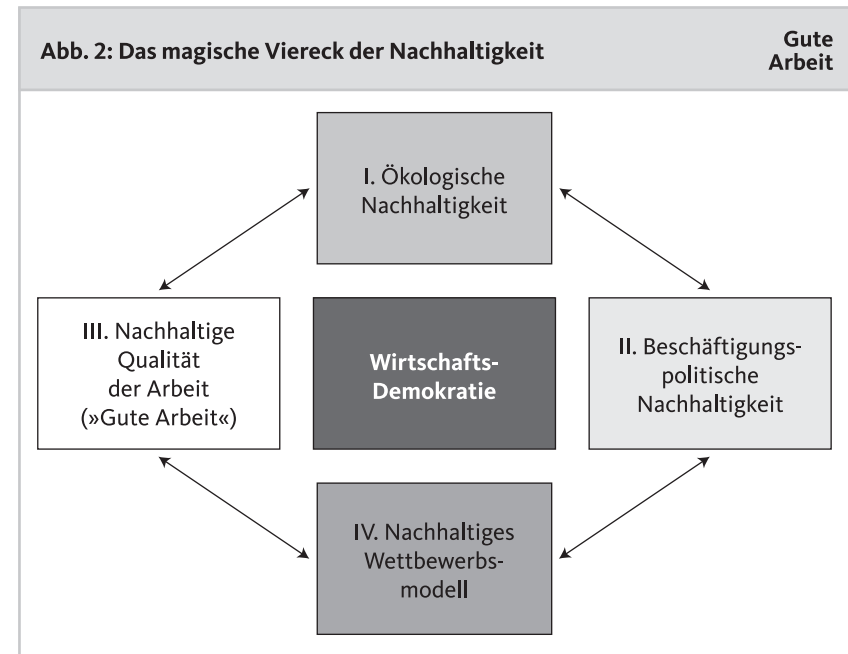 Abb. 2: Das magische Viereck der Nachhaltigkeit
Gute
Arbeit
I. Ökologische
Nachhaltigkeit
III. Nachhaltige
Qualität
der Arbeit
(»Gute Arbeit«)
Wirtschafts-
Demokratie
II. Beschäftigungs-
politische
Nachhaltigkeit
IV. Nachhaltiges
Wettbewerbs-
modell